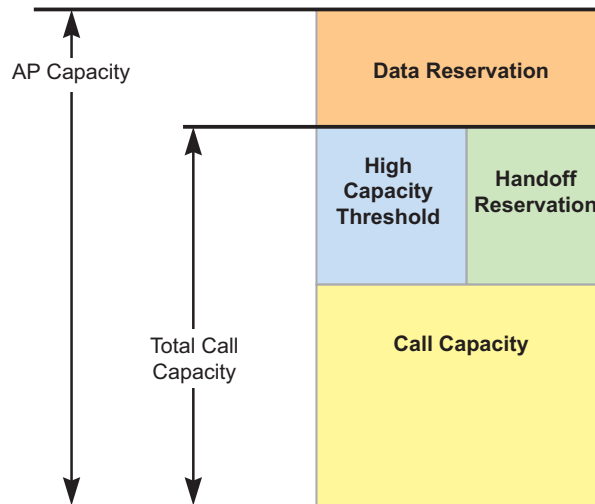 AP Capacity
Data Reservation
High
Capacity
Threshold
Handoff
Reservation
Total Call
Capacity
Call Capacity